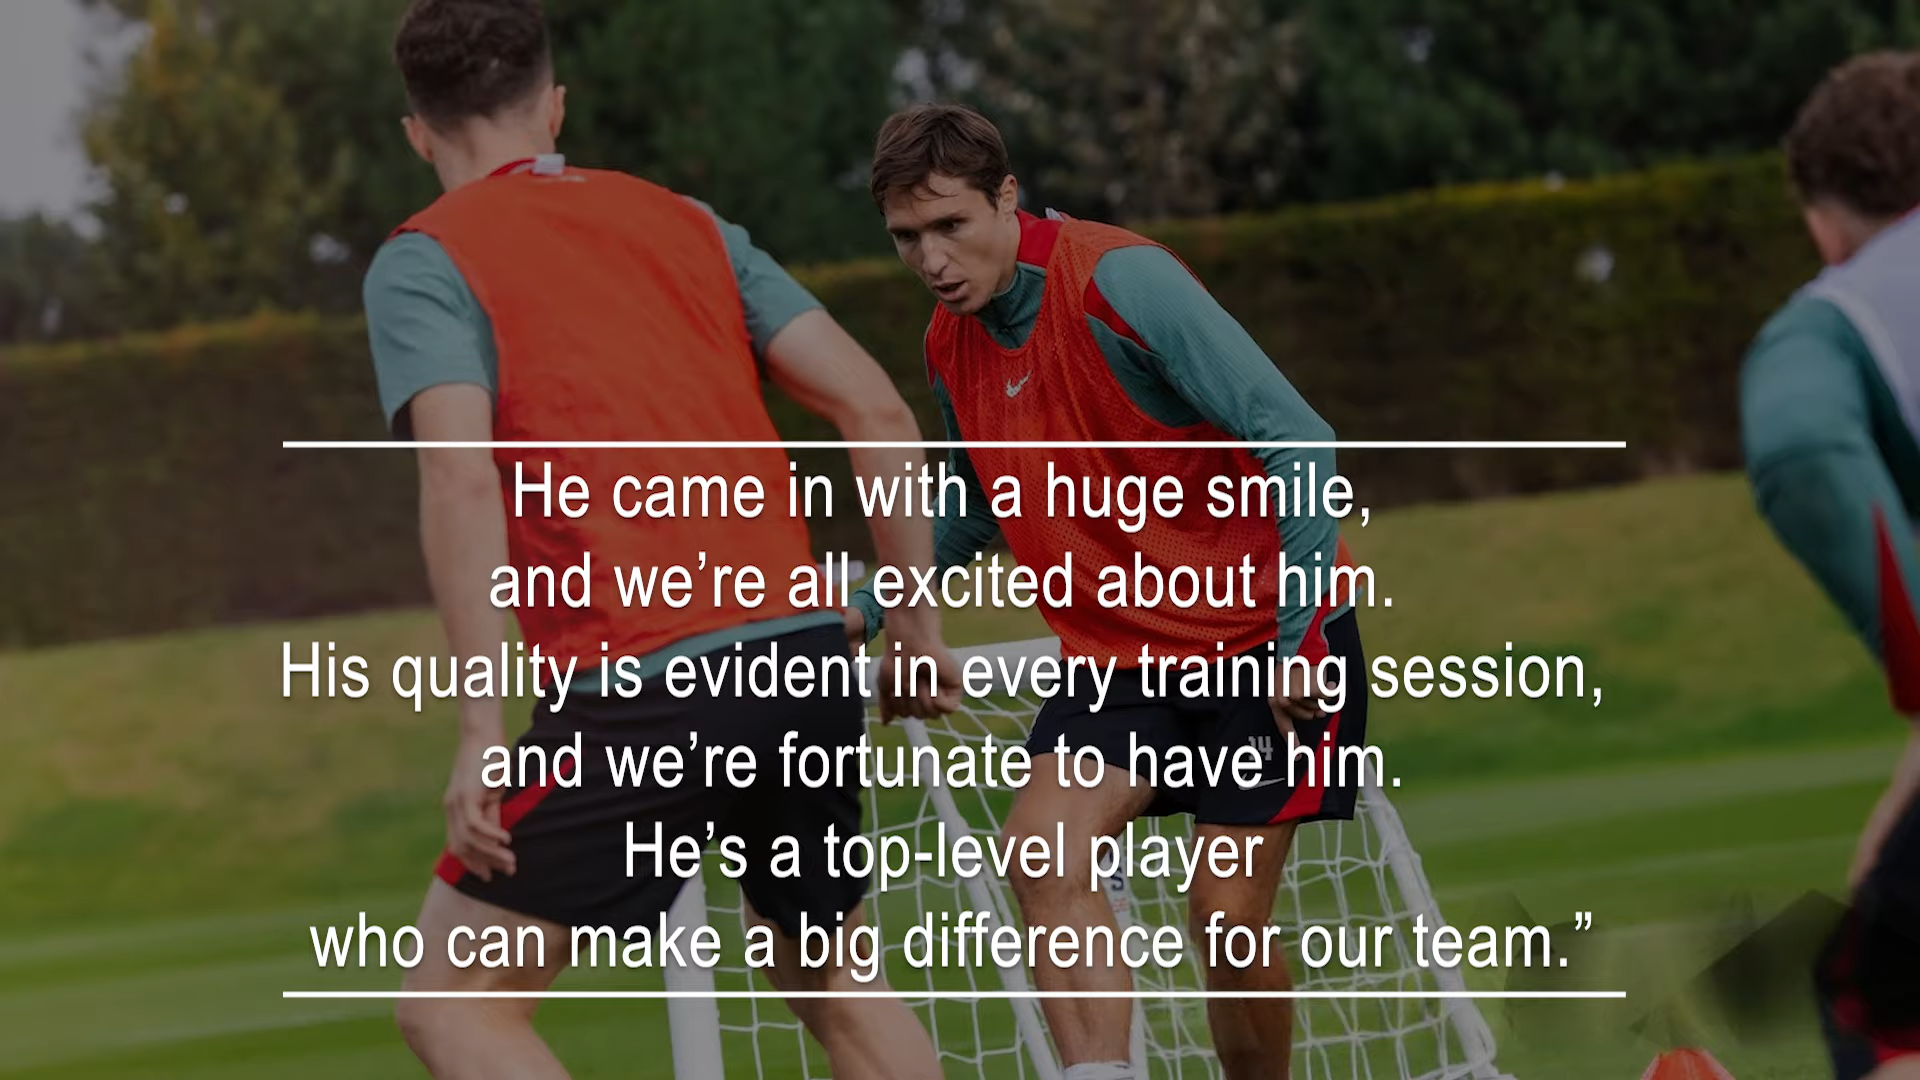 He came in with a huge smile,
and we’re all excited about him.
His quality is evident in every training session,
and we’re fortunate to have him.
He’s a top-level player
who can make a big difference for our team.”
14